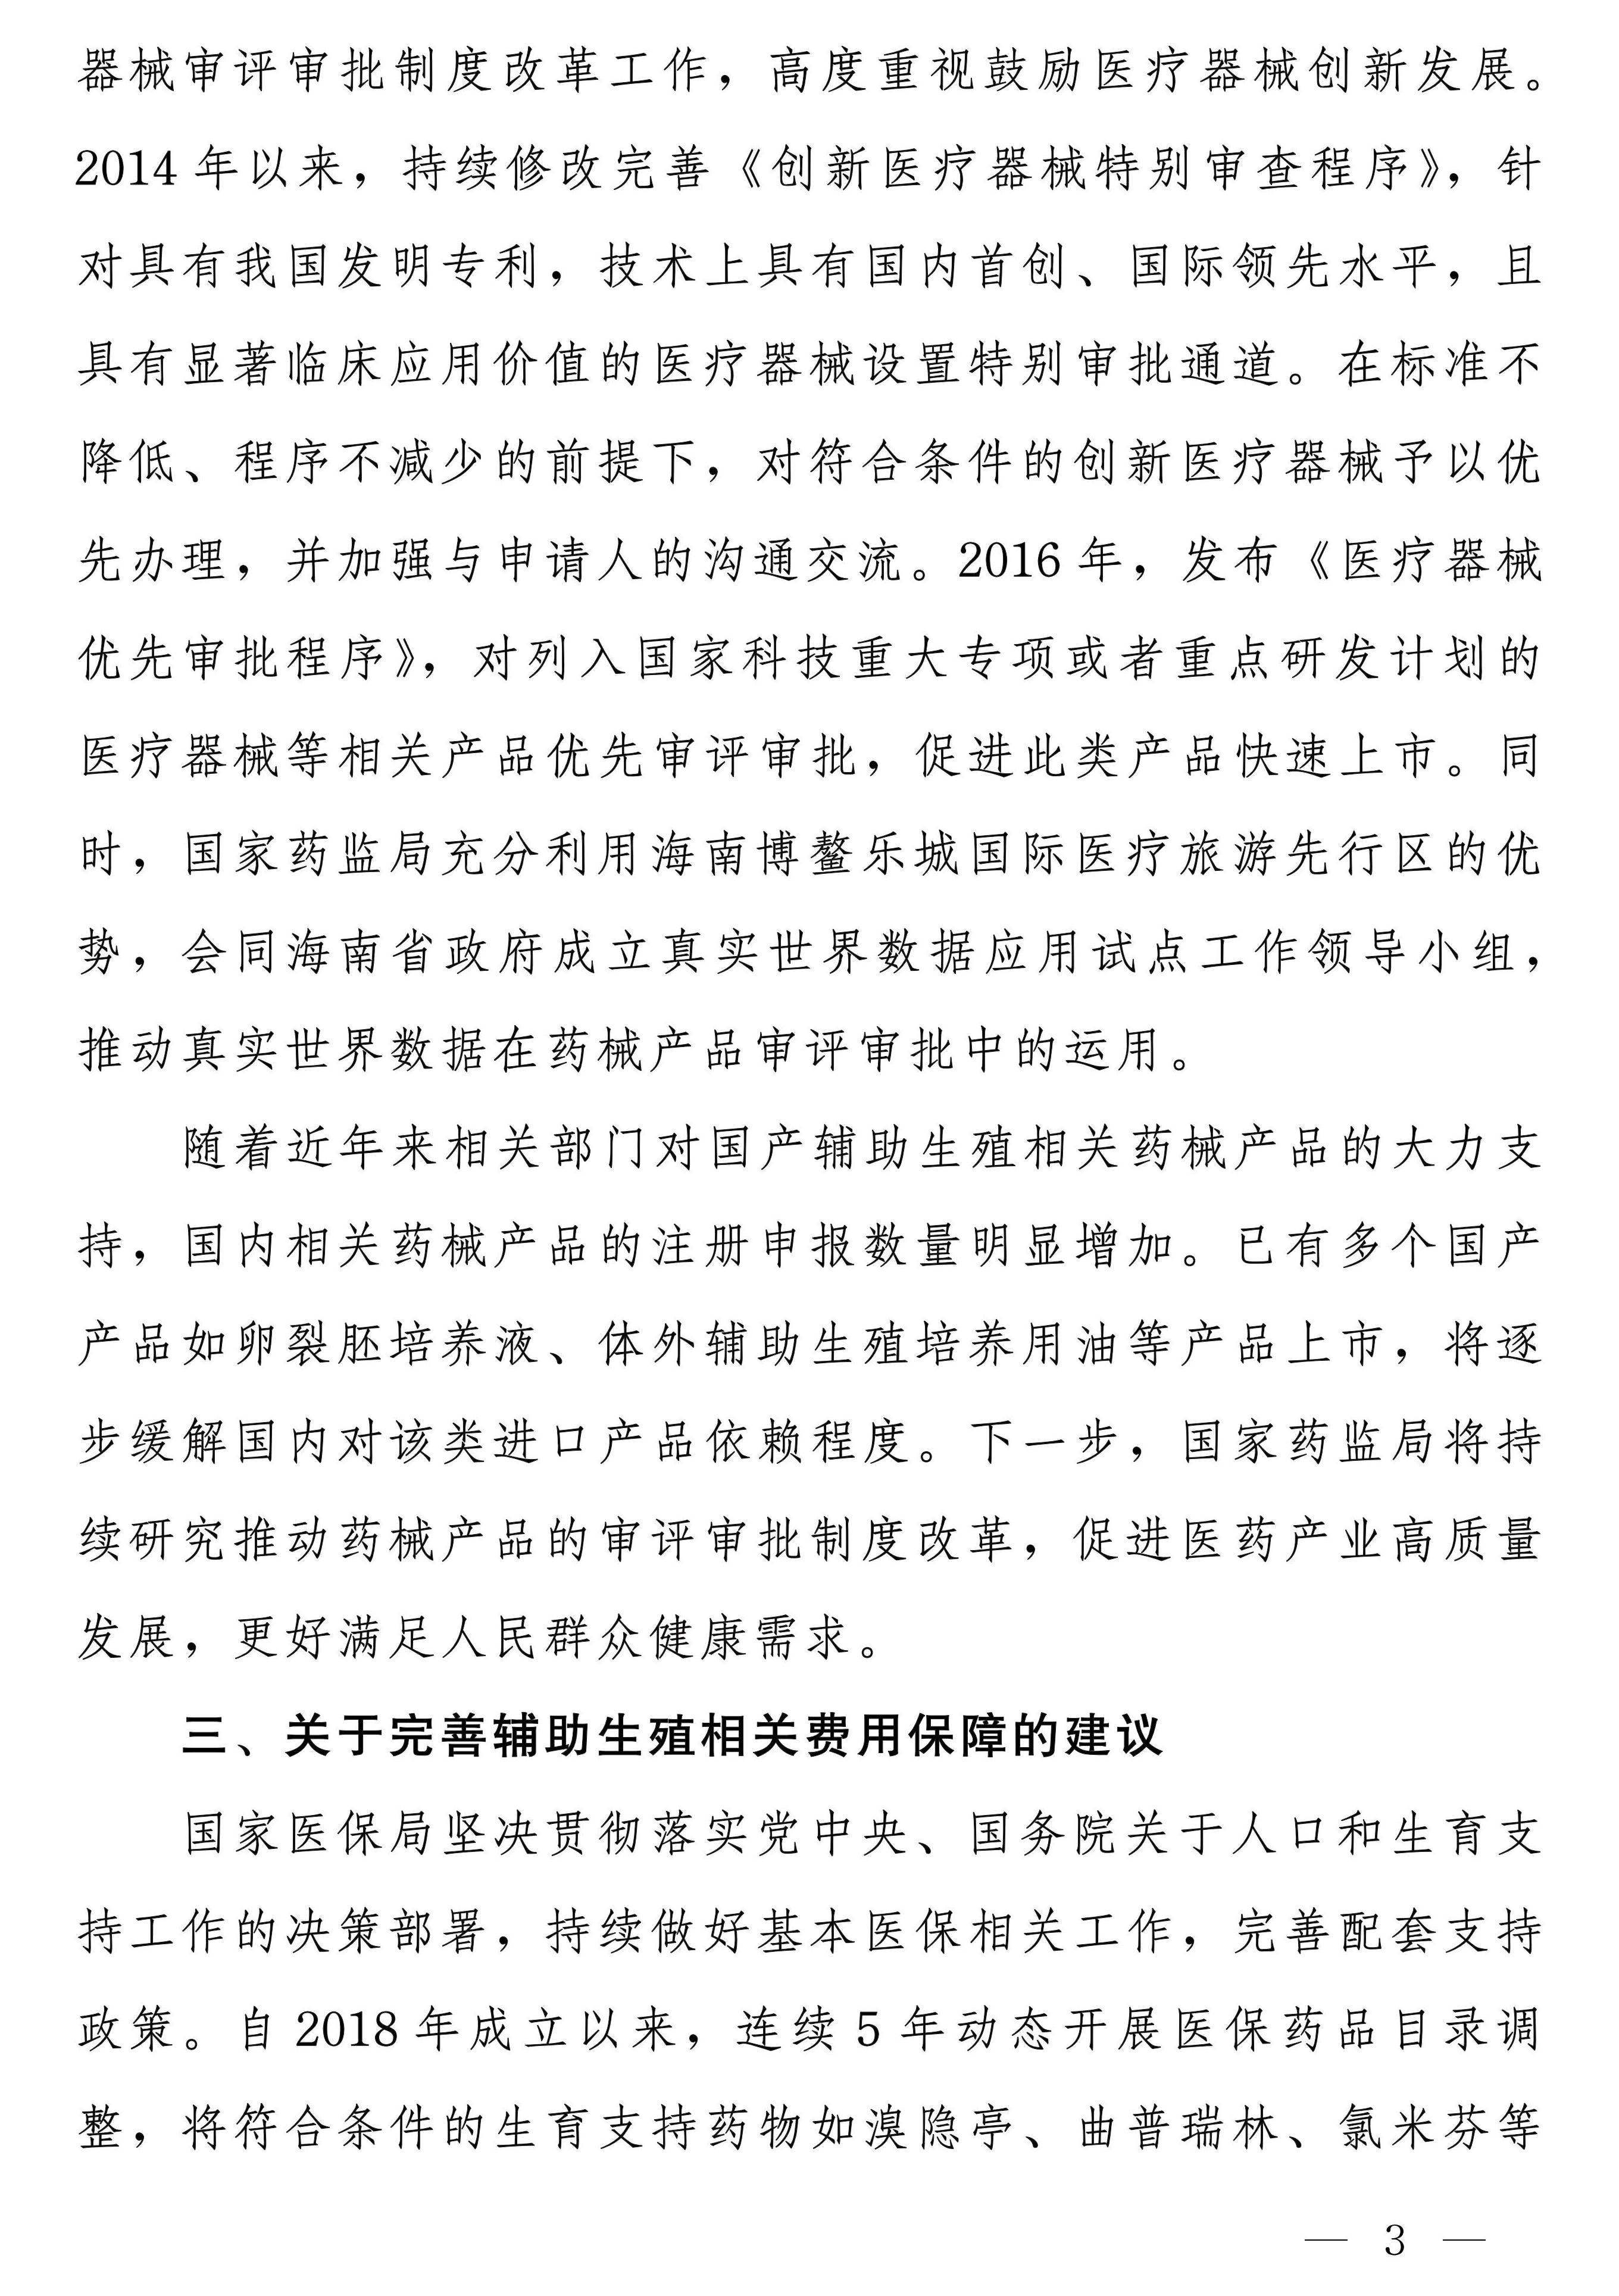 器械审评审批制度改革工作，高度重视鼓励医疗器械创新发展。
2014 年以来，持续修改完善《创新医疗器械特别审查程序》，针
对具有我国发明专利，技术上具有国内首创、国际领先水平，且
具有显著临床应用价值的医疗器械设置特别审批通道。在标准不
降低、程序不减少的前提下，对符合条件的创新医疗器械予以优
先办理，并加强与申请人的沟通交流。2016 年，发布《医疗器械
优先审批程序》，对列入国家科技重大专项或者重点研发计划的
医疗器械等相关产品优先审评审批，促进此类产品快速上市。同
时，国家药监局充分利用海南博鳌乐城国际医疗旅游先行区的优
势，会同海南省政府成立真实世界数据应用试点工作领导小组，
推动真实世界数据在药械产品审评审批中的运用。
随着近年来相关部门对国产辅助生殖相关药械产品的大力支
持，国内相关药械产品的注册申报数量明显增加。已有多个国产
产品如卵裂胚培养液、体外辅助生殖培养用油等产品上市，将逐
步缓解国内对该类进口产品依赖程度。下一步，国家药监局将持
续研究推动药械产品的审评审批制度改革，促进医药产业高质量
发展，更好满足人民群众健康需求。
三、关于完善辅助生殖相关费用保障的建议
国家医保局坚决贯彻落实党中央、国务院关于人口和生育支
持工作的决策部署，持续做好基本医保相关工作，完善配套支持
政策。自 2018 年成立以来，连续 5 年动态开展医保药品目录调
整，将符合条件的生育支持药物如溴隐亭、曲普瑞林、氯米芬等
— 3 —